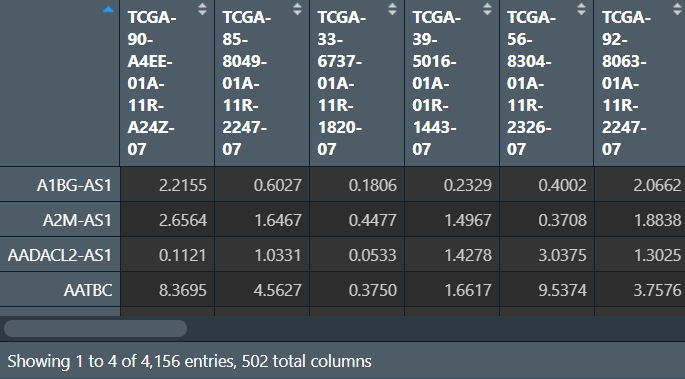 TCGA- TCGA- TCGA- TCGA- TCGA- TCGA-
90- 85- 33- 39- 56- 92-
A4EE- 8049- 6737- 5016- 8304- 8063-
01A- 01A- 01A- 01A- 01A- 01A-
11R- 11R- 11R- 01R- 11R- 11R-
A24Z- 2247- 1820- 1443- 2326- 2247-
07 07 07 07 07 07
A1BG-AS1 2.2155 0.6027 0.1806 0.2329 0.4002 2.0662
A2M-AS1 2.6564 1.6467 0.4477 1.4967 0.3708 1.8838
AADACL2-AS1 0.1121 1.0331 0.0533 1.4278 3.0375 1.3025
AATBC 8.3695 4.5627 0.3750 1.6617 9.5374 3.7576
Showing 1 to 4 of 4,156 entries, 502 total columns